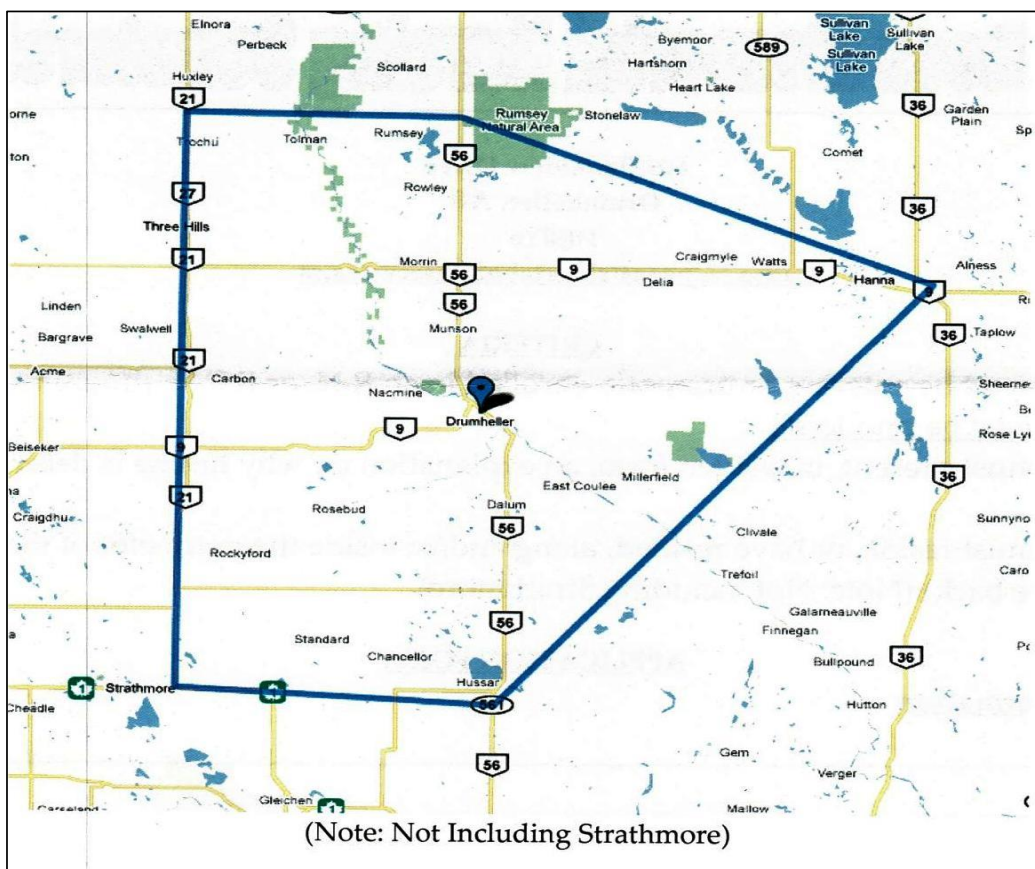 Elnora
Perbeck
Scollard
Huxley
21
Trochu
Tolman
Rumsey
56
Rumsey
Natural Area
Stonelaw
Byemoor
589
Hartshorn
Heart Lake
Sullivan
Lake
Sullivan
Lake
Sullivan
Lake
36
Garden
Plain
Comet
Rowley
27
Three Hills
21
36
Morrin
56
9
Craigmyle
Watts
Delia
9
Hanna
9
Alness
56
Munson
Linden
Bargrave
Swalwell
21
Acme
Carbon
36
Taplow
Sheerne
Nacmine
Drumheller
9
Beiseker
9
21
Rose Lyn
Craigdhu
Rosebud
East Coulee
Millerfield
Dalum
56
36
Clivale
Sunnyno
Rockyford
Trefoil
Caro
Galarneauville
Finnegan
56
Standard
Chancellor
Bullpound
36
Hussar
1
Strathmore
Cheadle
561
Hutton
56
Gem
Verger
Carseland
Gleichen
1
Mallow
(Note: Not Including Strathmore)